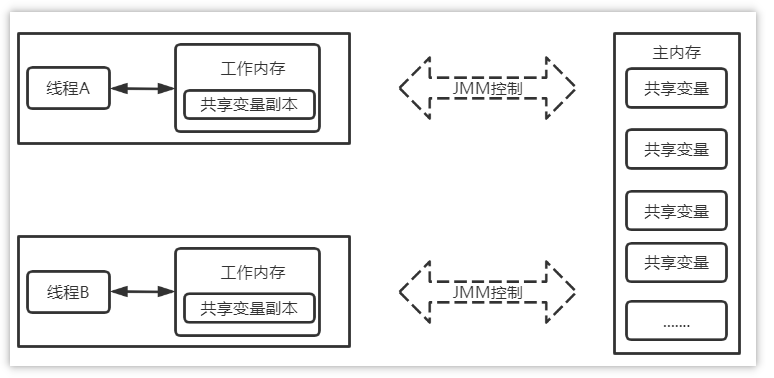 线程A
工作内存
共享变量副本
JMM控制
线程B
工作内存
共享变量副本
JMM控制
主内存
共享变量
共享变量
共享变量
共享变量
.......